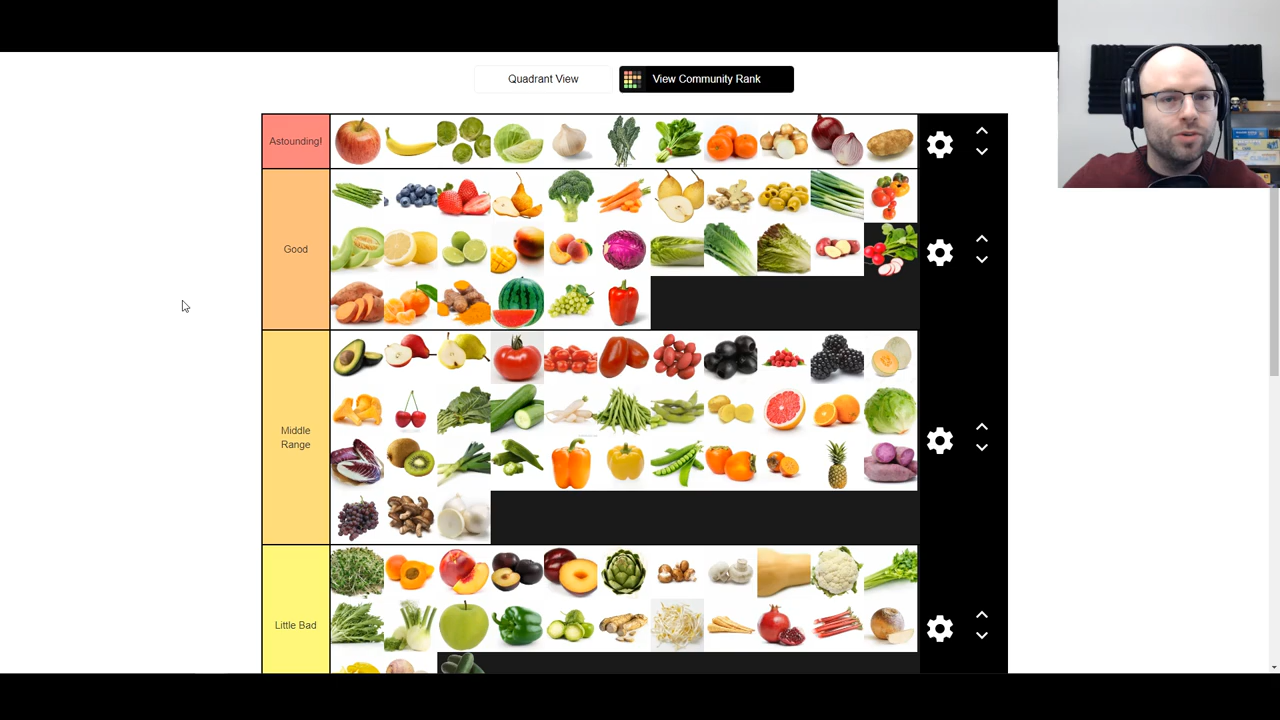 Quadrant View
View Community Rank
Astounding!
Good
Middle
Range
Little Bad